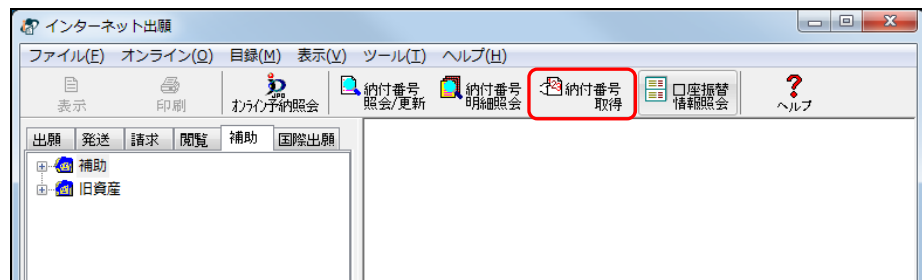 インターネット出願
ファイル(F) オンライン(O) 目録(M) 表示(V) ツール(T) ヘルプ(H)
表示
印刷
オンライン予納照会
納付番号
照会/更新
納付番号
明細照会
納付番号
取得
口座振替
情報照会
ヘルプ
出願 発送 請求 閲覧 補助 国際出願
補助
旧資産